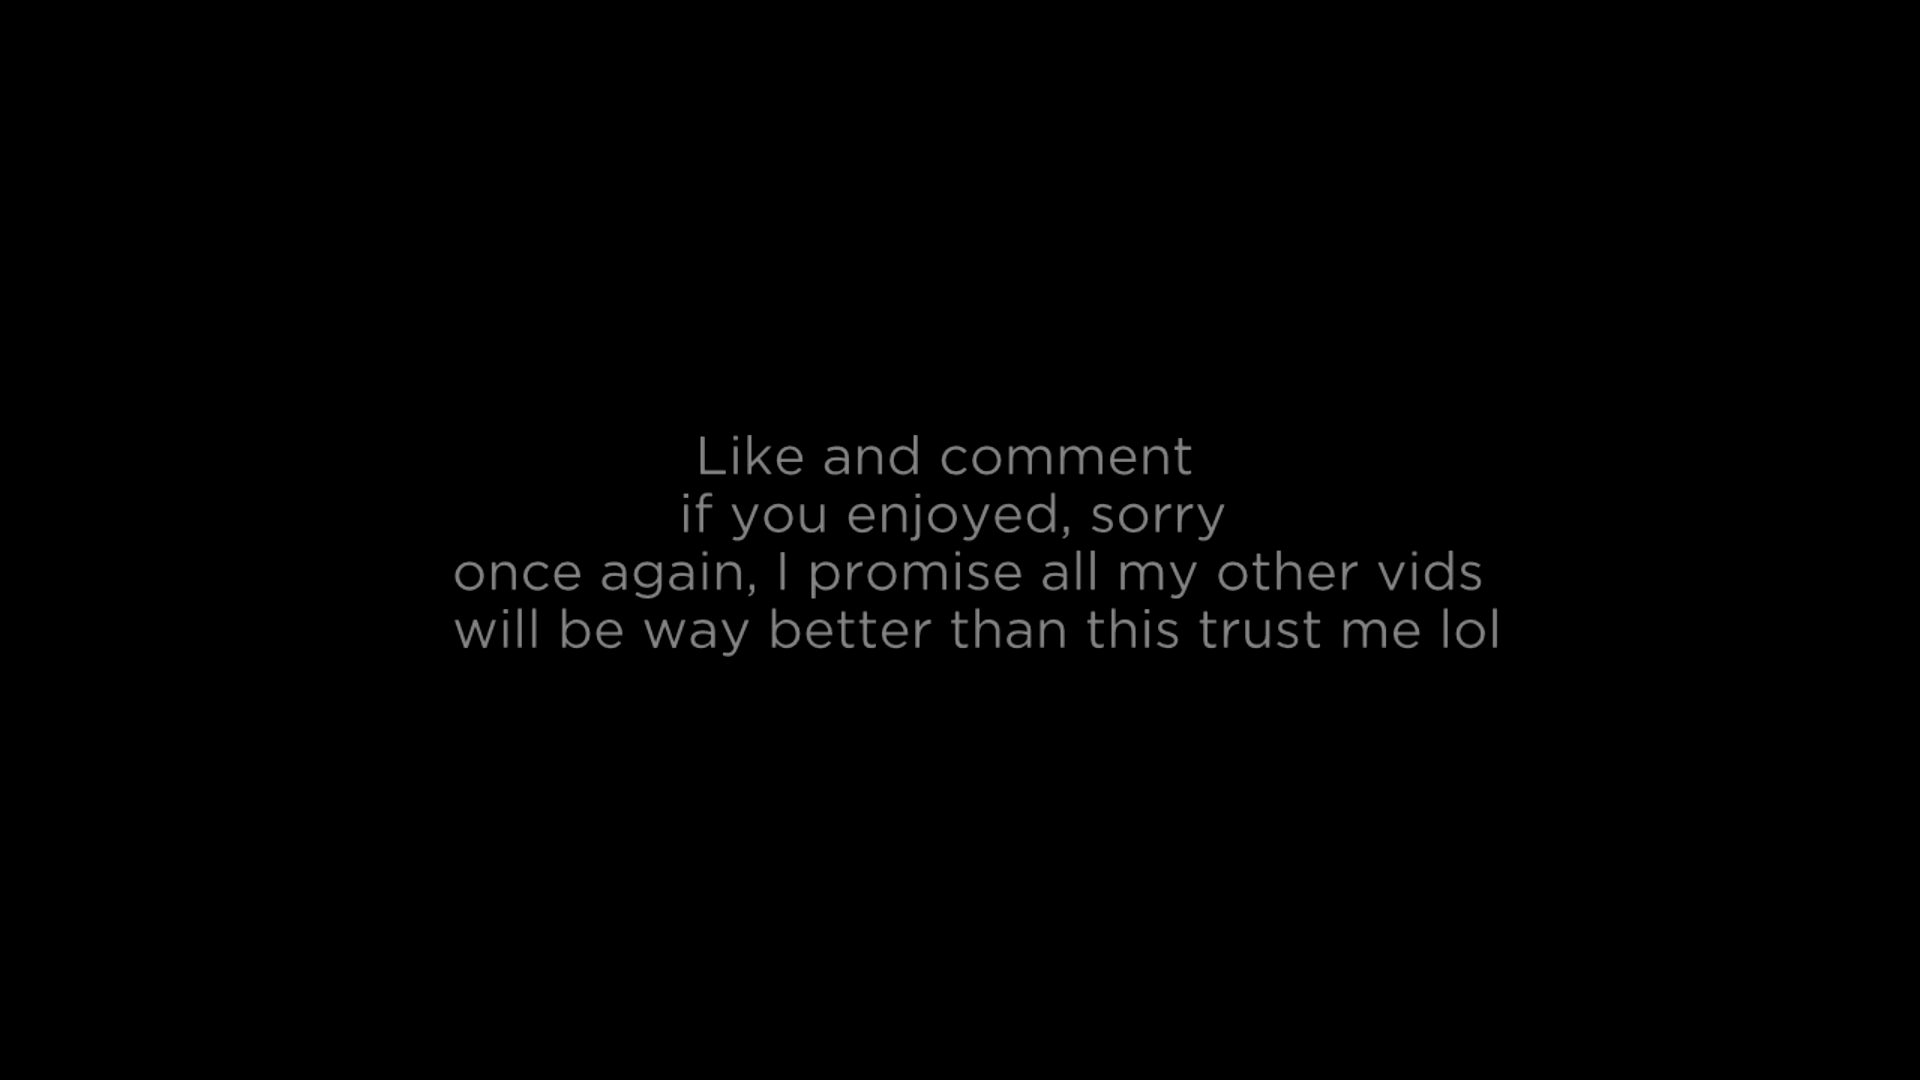 Like and comment
if you enjoyed, sorry
once again, I promise all my other vids
will be way better than this trust me lol